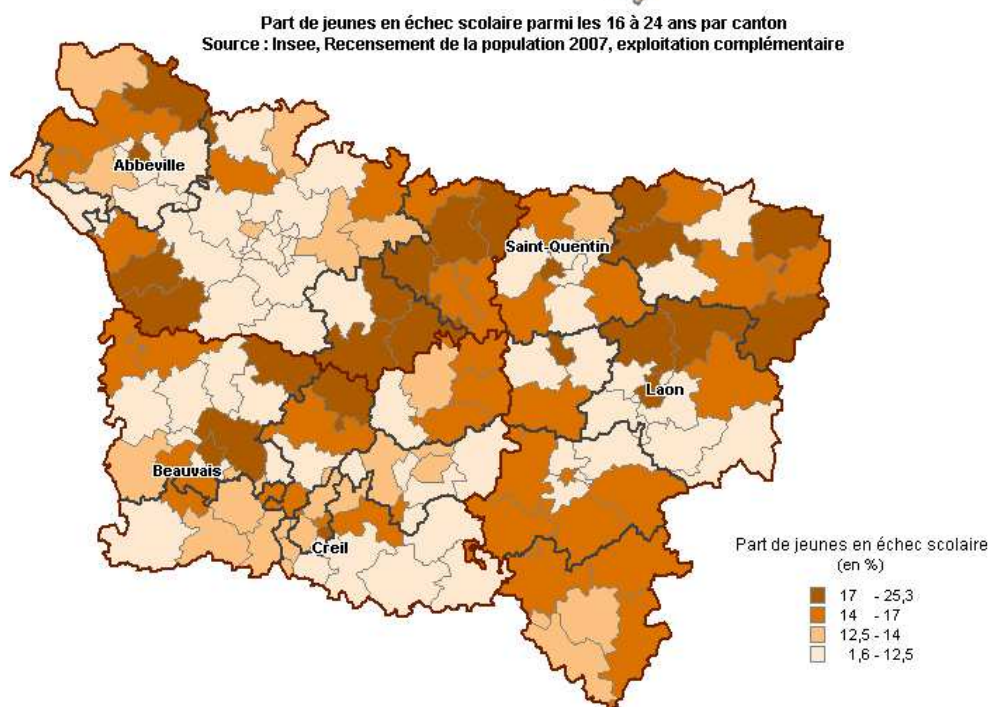 Part de jeunes en échec scolaire parmi les 16 à 24 ans par canton
Source : Insee, Recensement de la population 2007, exploitation complémentaire
Abbeville
Saint-Quentin
Laon
Beauvais
Creil
Part de jeunes en échec scolaire
(en %)
17 - 25,3
14 - 17
12,5 - 14
1,6 - 12,5